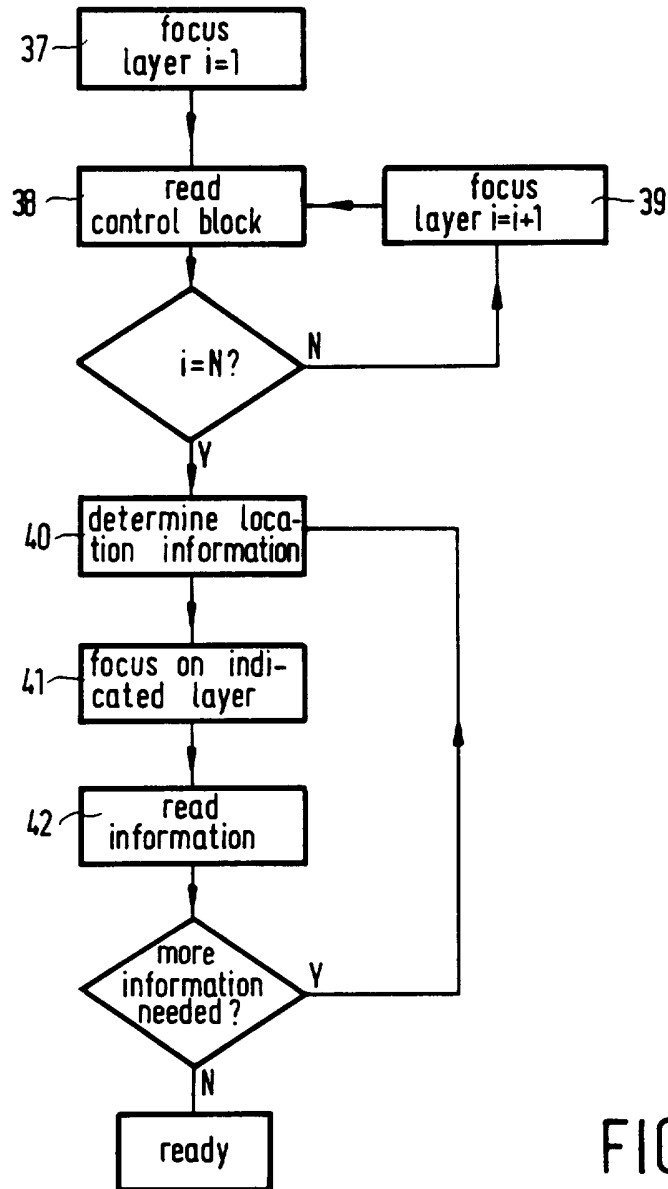 37
focus
layer i=1
38
read
control block
focus
layer i=i+1
39
i=N?
N
Y
40
determine loca-
tion information
41
focus on indi-
cated layer
42
read
information
more
information
needed?
Y
N
ready
FIG